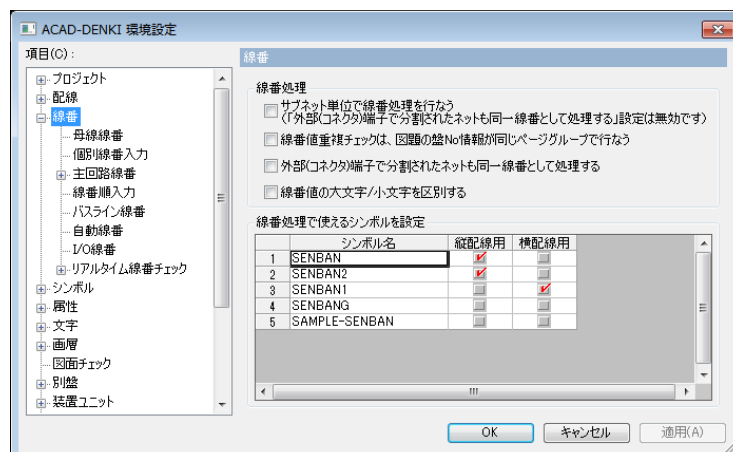 ACAD-DENKI 環境設定
項目(C)：
プロジェクト
配線
線番
母線線番
個別線番入力
主回路線番
線番順入力
バスライン線番
自動線番
I/O線番
リアルタイム線番チェック
シンボル
属性
文字
画層
図面チェック
別盤
装置ユニット
線番
線番処理
サブネット単位で線番処理を行なう
(「外部(コネクタ)端子で分割されたネットも同一線番として処理する」設定は無効です)
線番値重複チェックは、図題の盤No情報が同じページグループで行なう
外部(コネクタ)端子で分割されたネットも同一線番として処理する
線番値の大文字/小文字を区別する
線番処理で使えるシンボルを設定
シンボル名 縦配線用 横配線用
1 SENBAN
2 SENBAN2
3 SENBAN1
4 SENBANG
5 SAMPLE-SENBAN
OK キャンセル 適用(A)